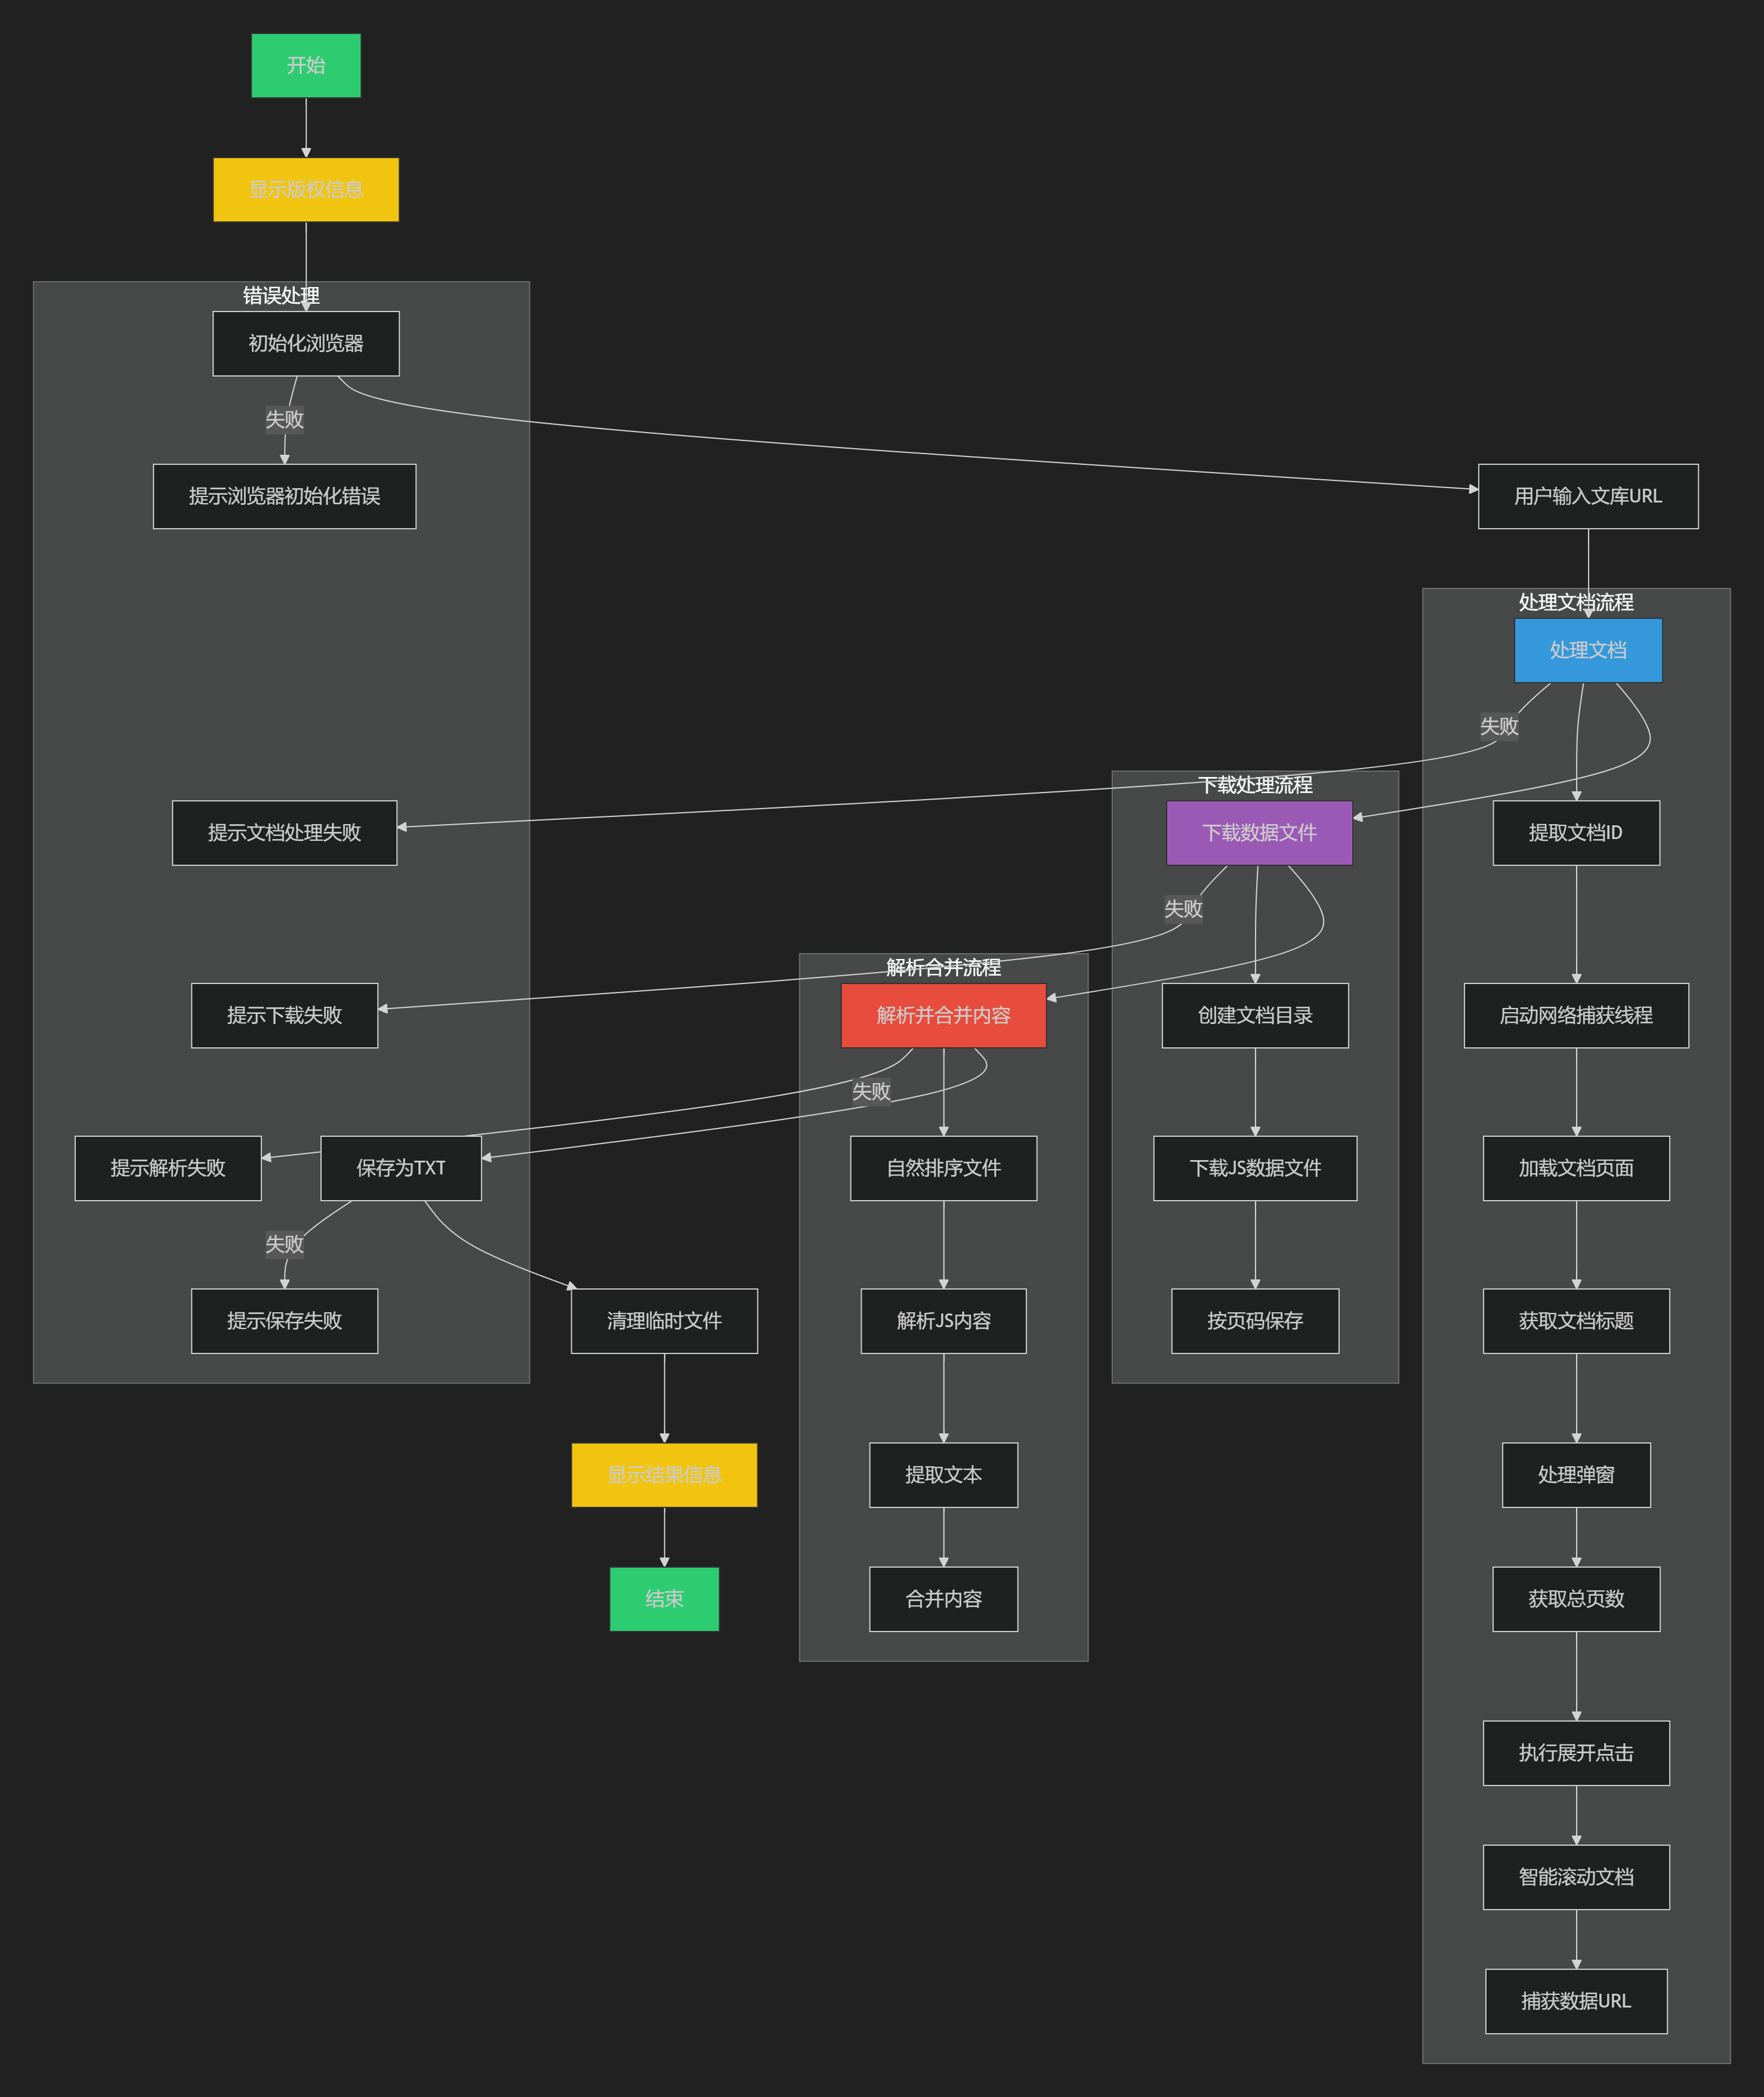 开始
显示版权信息
错误处理
初始化浏览器
失败
提示浏览器初始化错误
用户输入文库URL
处理文档流程
处理文档
失败
下载处理流程
提示文档处理失败
下载数据文件
提取文档ID
失败
解析合并流程
提示下载失败
解析并合并内容
创建文档目录
启动网络捕获线程
失败
提示解析失败
保存为TXT
自然排序文件
下载JS数据文件
加载文档页面
失败
提示保存失败
清理临时文件
解析JS内容
按页码保存
获取文档标题
显示结果信息
提取文本
处理弹窗
结束
合并内容
获取总页数
执行展开点击
智能滚动文档
捕获数据URL